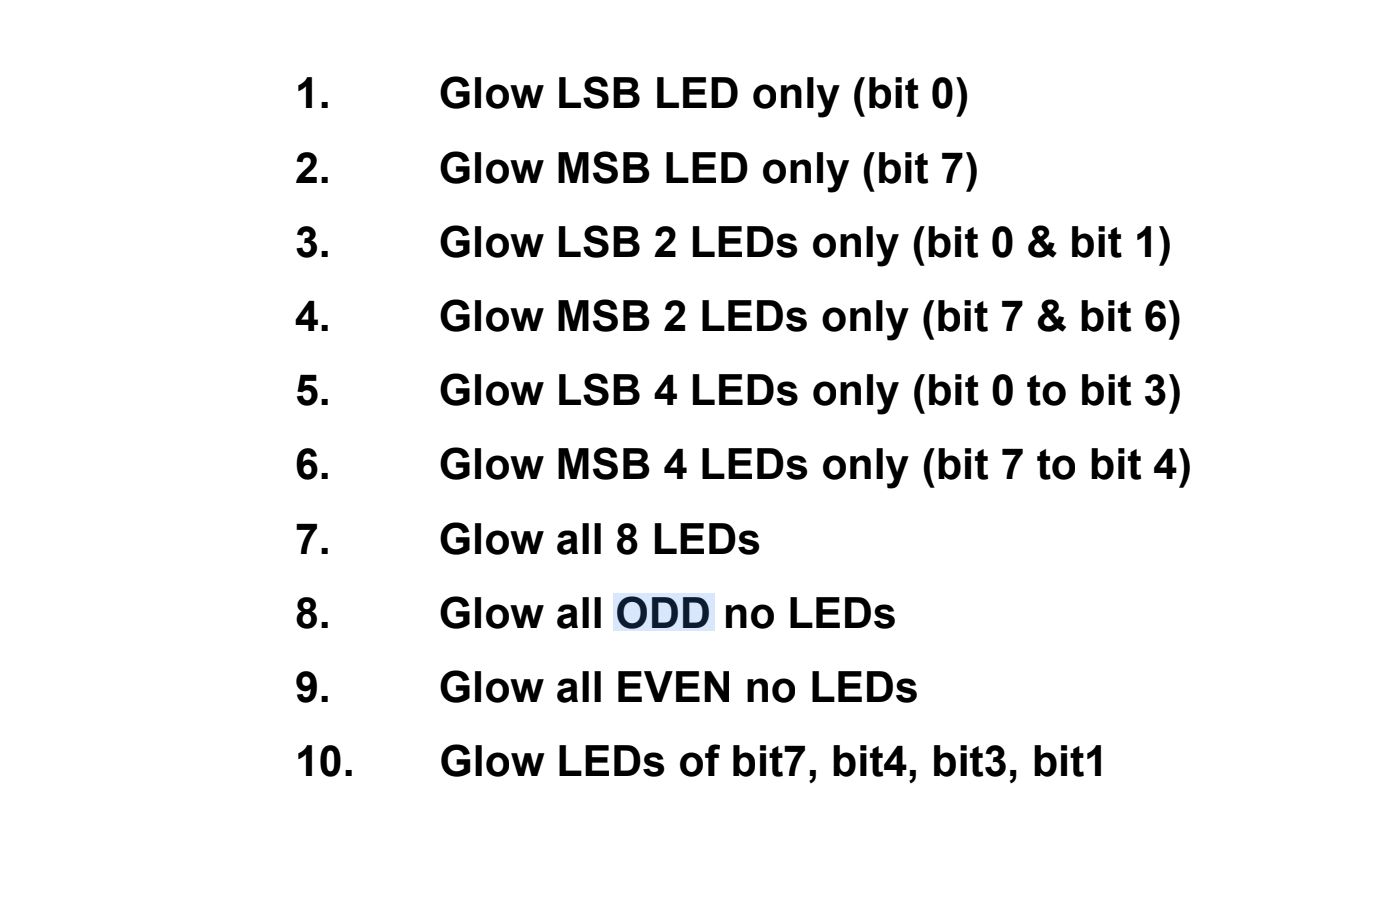 1. Glow LSB LED only (bit 0)
2. Glow MSB LED only (bit 7)
3. Glow LSB 2 LEDs only (bit 0 & bit 1)
4. Glow MSB 2 LEDs only (bit 7 & bit 6)
5. Glow LSB 4 LEDs only (bit 0 to bit 3)
6. Glow MSB 4 LEDs only (bit 7 to bit 4)
7. Glow all 8 LEDs
8. Glow all ODD no LEDs
9. Glow all EVEN no LEDs
10. Glow LEDs of bit7, bit4, bit3, bit1